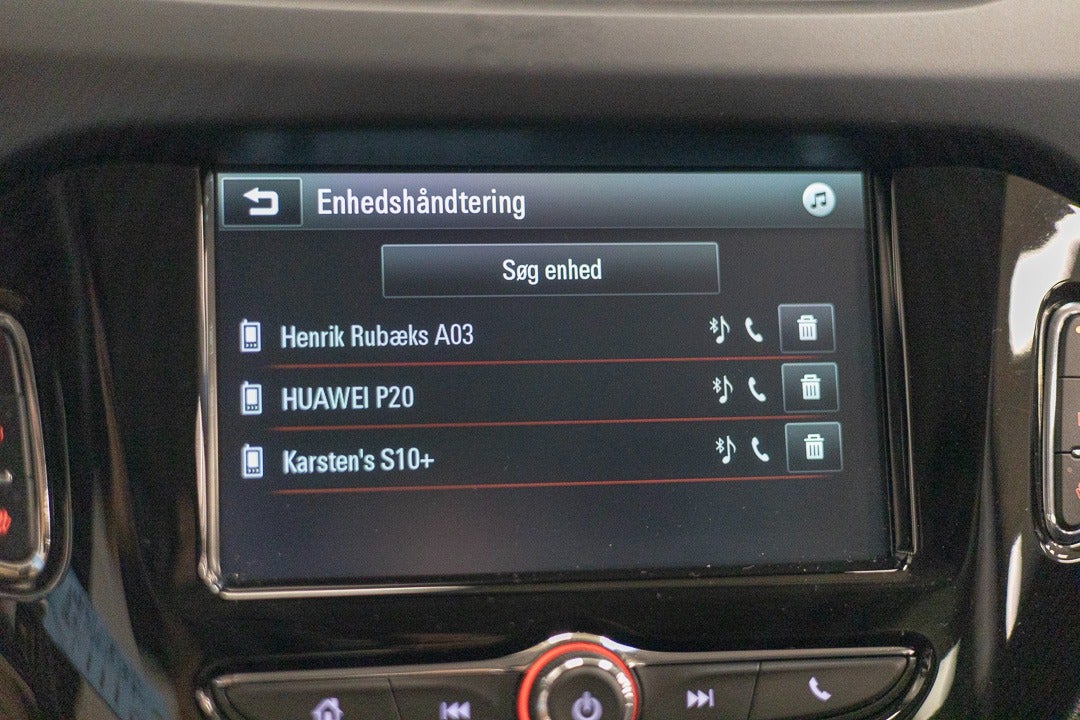 Enhedshåndtering
Søg enhed
Henrik Rubæks A03
HUAWEI P20
Karsten's S10+